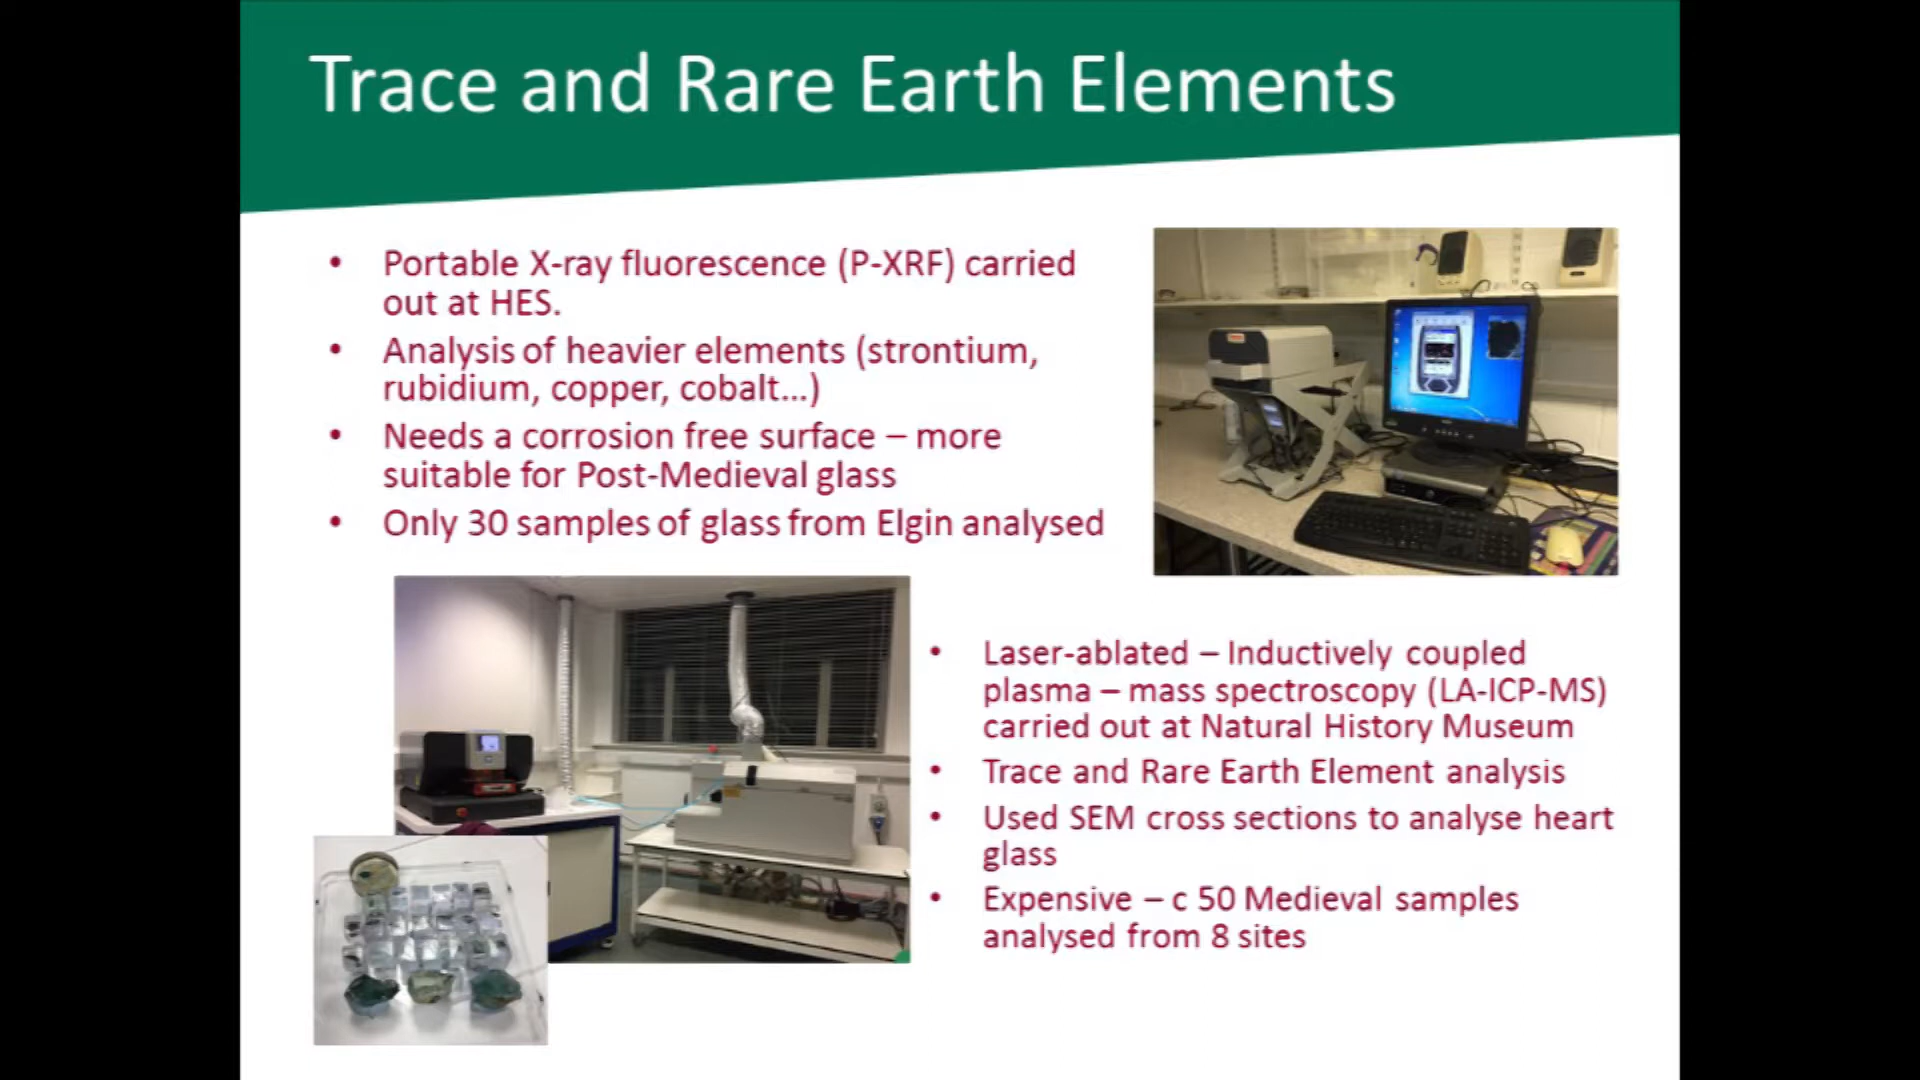 Trace and Rare Earth Elements
• Portable X-ray fluorescence (P-XRF) carried
out at HES.
• Analysis of heavier elements (strontium,
rubidium, copper, cobalt...)
• Needs a corrosion free surface – more
suitable for Post-Medieval glass
• Only 30 samples of glass from Elgin analysed
• Laser-ablated – Inductively coupled
plasma – mass spectroscopy (LA-ICP-MS)
carried out at Natural History Museum
• Trace and Rare Earth Element analysis
• Used SEM cross sections to analyse heart
glass
• Expensive – c 50 Medieval samples
analysed from 8 sites